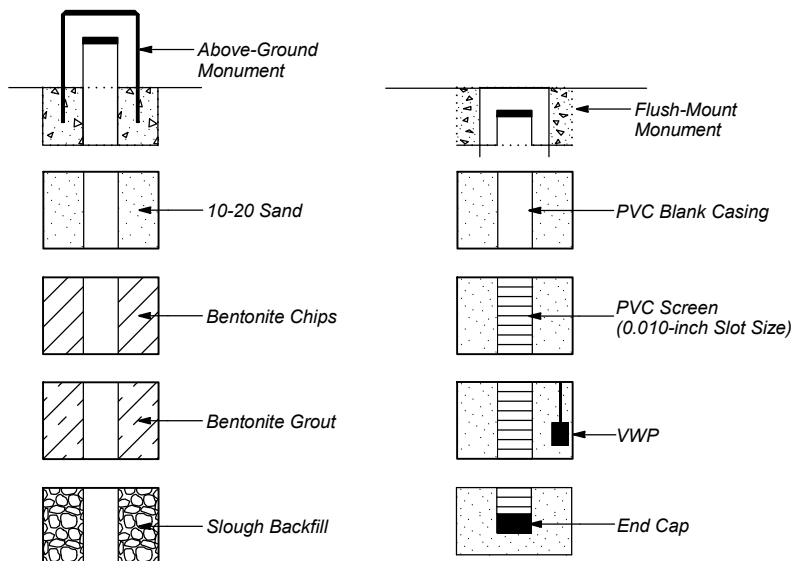 Above-Ground
Monument
10-20 Sand
Bentonite Chips
Bentonite Grout
Slough Backfill
Flush-Mount
Monument
PVC Blank Casing
PVC Screen
(0.010-inch Slot Size)
VWP
End Cap